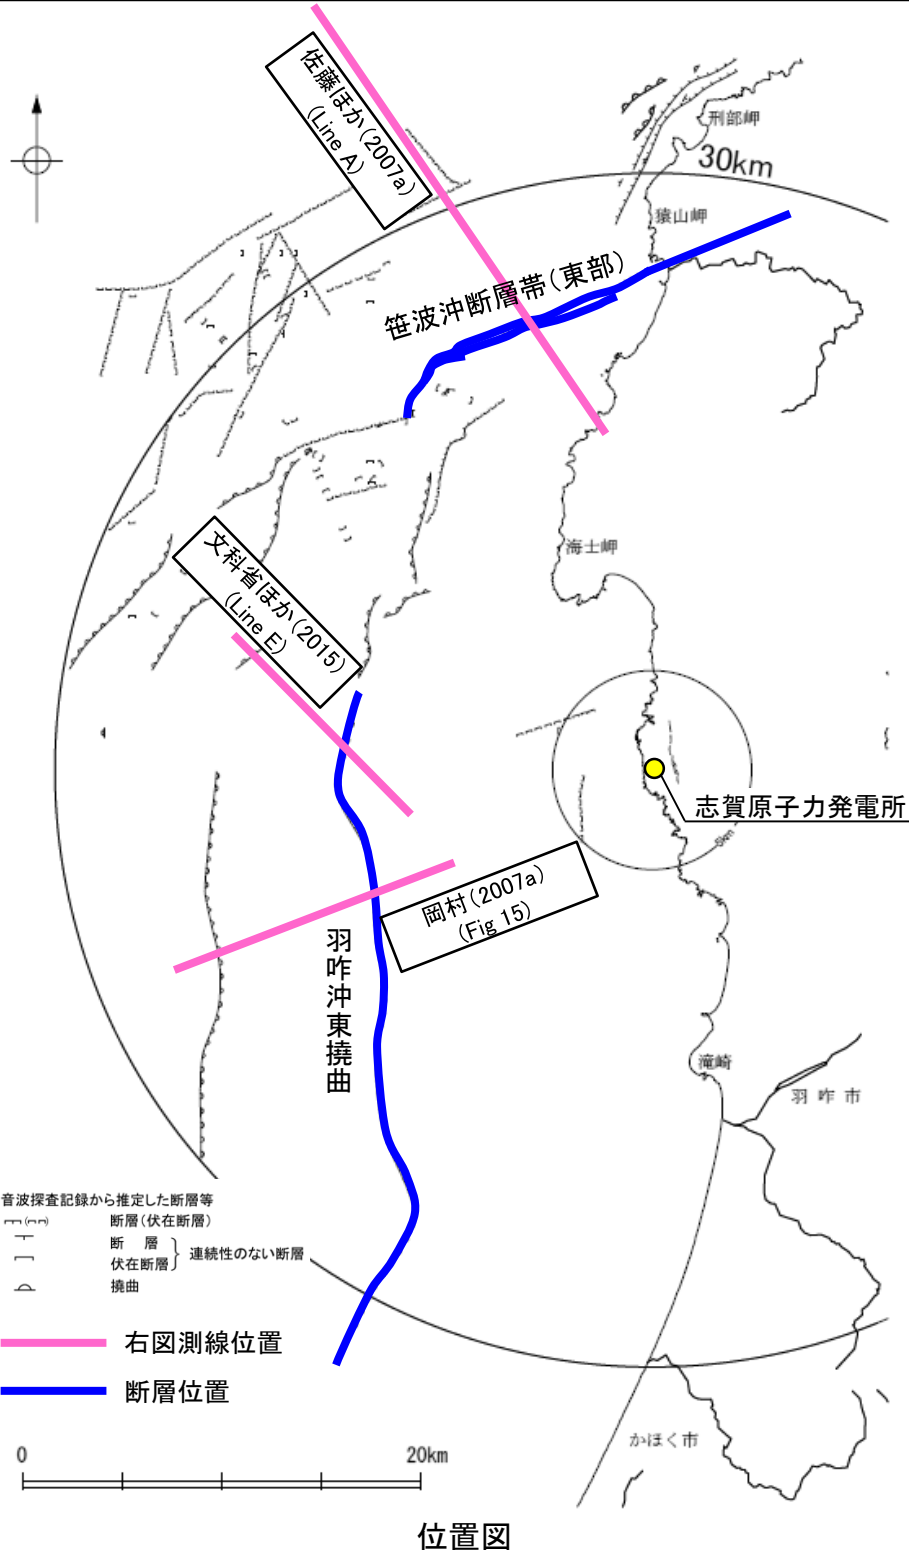 佐藤ほか(2007a)
(Line A)
刑部岬
30km
猿山岬
笹波沖断層帯(東部)
海士岬
文科省ほか(2015)
(Line E)
志賀原子力発電所
5km
岡村(2007a)
(Fig 15)
羽咋沖東撓曲
滝崎
羽咋市
音波探査記録から推定した断層等
断層(伏在断層)
断 層
伏在断層
連続性のない断層
撓曲
右図測線位置
断層位置
0
20km
かほく市
位置図